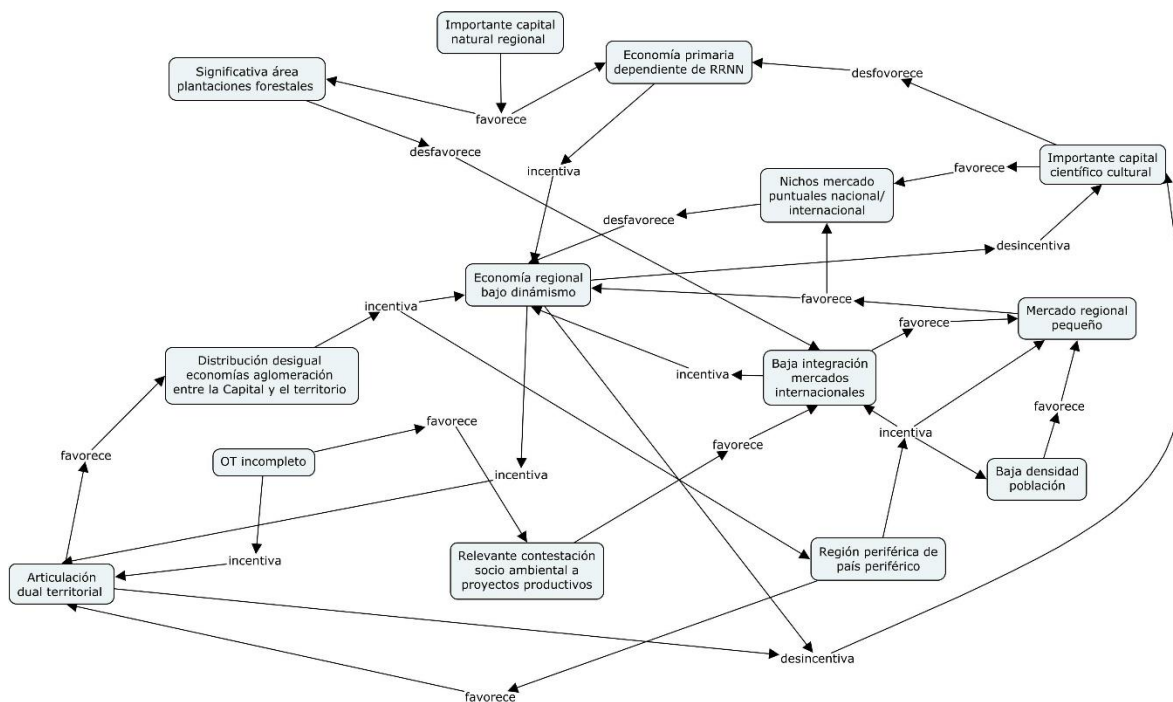 Importante capital
natural regional
Economía primaria
dependiente de RRNN
Significativa área
plantaciones forestales
desfovorece
favorece
desfavorece
Importante capital
científico cultural
favorece
incentiva
Nichos mercado
puntuales nacional/
internacional
desfavorece
desincentiva
Economía regional
bajo dinámismo
incentiva
favorece
Mercado regional
pequeño
favorece
Distribución desigual
economías aglomeración
entre la Capital y el territorio
incentiva
Baja integración
mercados
internacionales
favorece
favorece
incentiva
favorece
favorece
OT incompleto
incentiva
Baja densidad
población
incentiva
Relevante contestación
socio ambiental a
proyectos productivos
Región periférica de
país periférico
Articulación
dual territorial
desincentiva
favorece